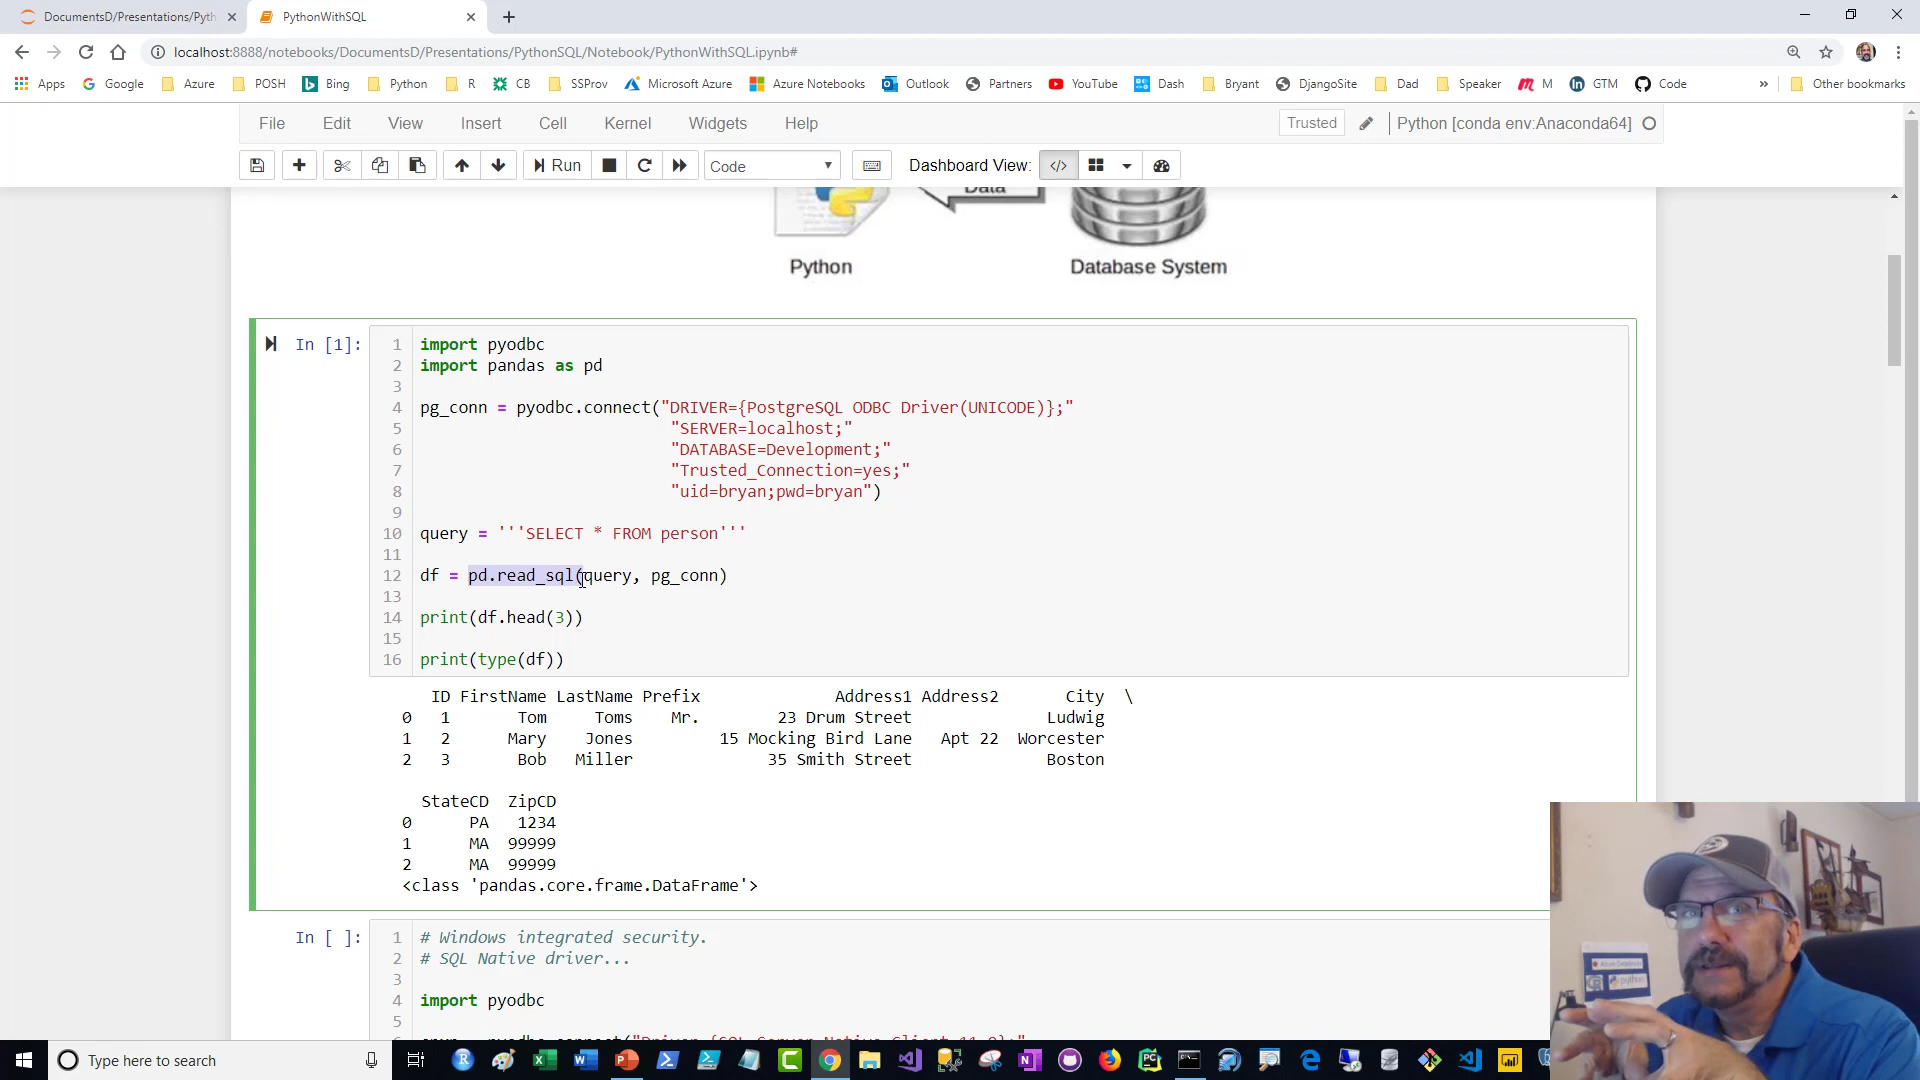 DocumentsD/Presentations/Pyth
PythonWithSQL
localhost:8888/notebooks/DocumentsD/Presentations/PythonSQL/Notebook/PythonWithSQL.ipynb#
Apps Google Azure POSH Bing Python R CB SSProv Microsoft Azure Azure Notebooks Outlook Partners YouTube Dash Bryant DjangoSite Dad Speaker M GTM Code » Other bookmarks
File Edit View Insert Cell Kernel Widgets Help Trusted Python [conda env:Anaconda64]
Run Code Dashboard View:
Data
Python Database System
In [1]:
1 import pyodbc
2 import pandas as pd
3
4 pg_conn = pyodbc.connect("DRIVER={PostgreSQL ODBC Driver(UNICODE)};"
5 "SERVER=localhost;"
6 "DATABASE=Development;"
7 "Trusted_Connection=yes;"
8 "uid=bryan;pwd=bryan")
9
10 query = '''SELECT * FROM person'''
11
12 df = pd.read_sql(query, pg_conn)
13
14 print(df.head(3))
15
16 print(type(df))
ID FirstName LastName Prefix Address1 Address2 City \
0 1 Tom Toms Mr. 23 Drum Street Ludwig
1 2 Mary Jones 15 Mocking Bird Lane Apt 22 Worcester
2 3 Bob Miller 35 Smith Street Boston
StateCD ZipCD
0 PA 1234
1 MA 99999
2 MA 99999
<class 'pandas.core.frame.DataFrame'>
In [ ]:
1 # Windows integrated security.
2 # SQL Native driver...
3
4 import pyodbc
5
python
Type here to search